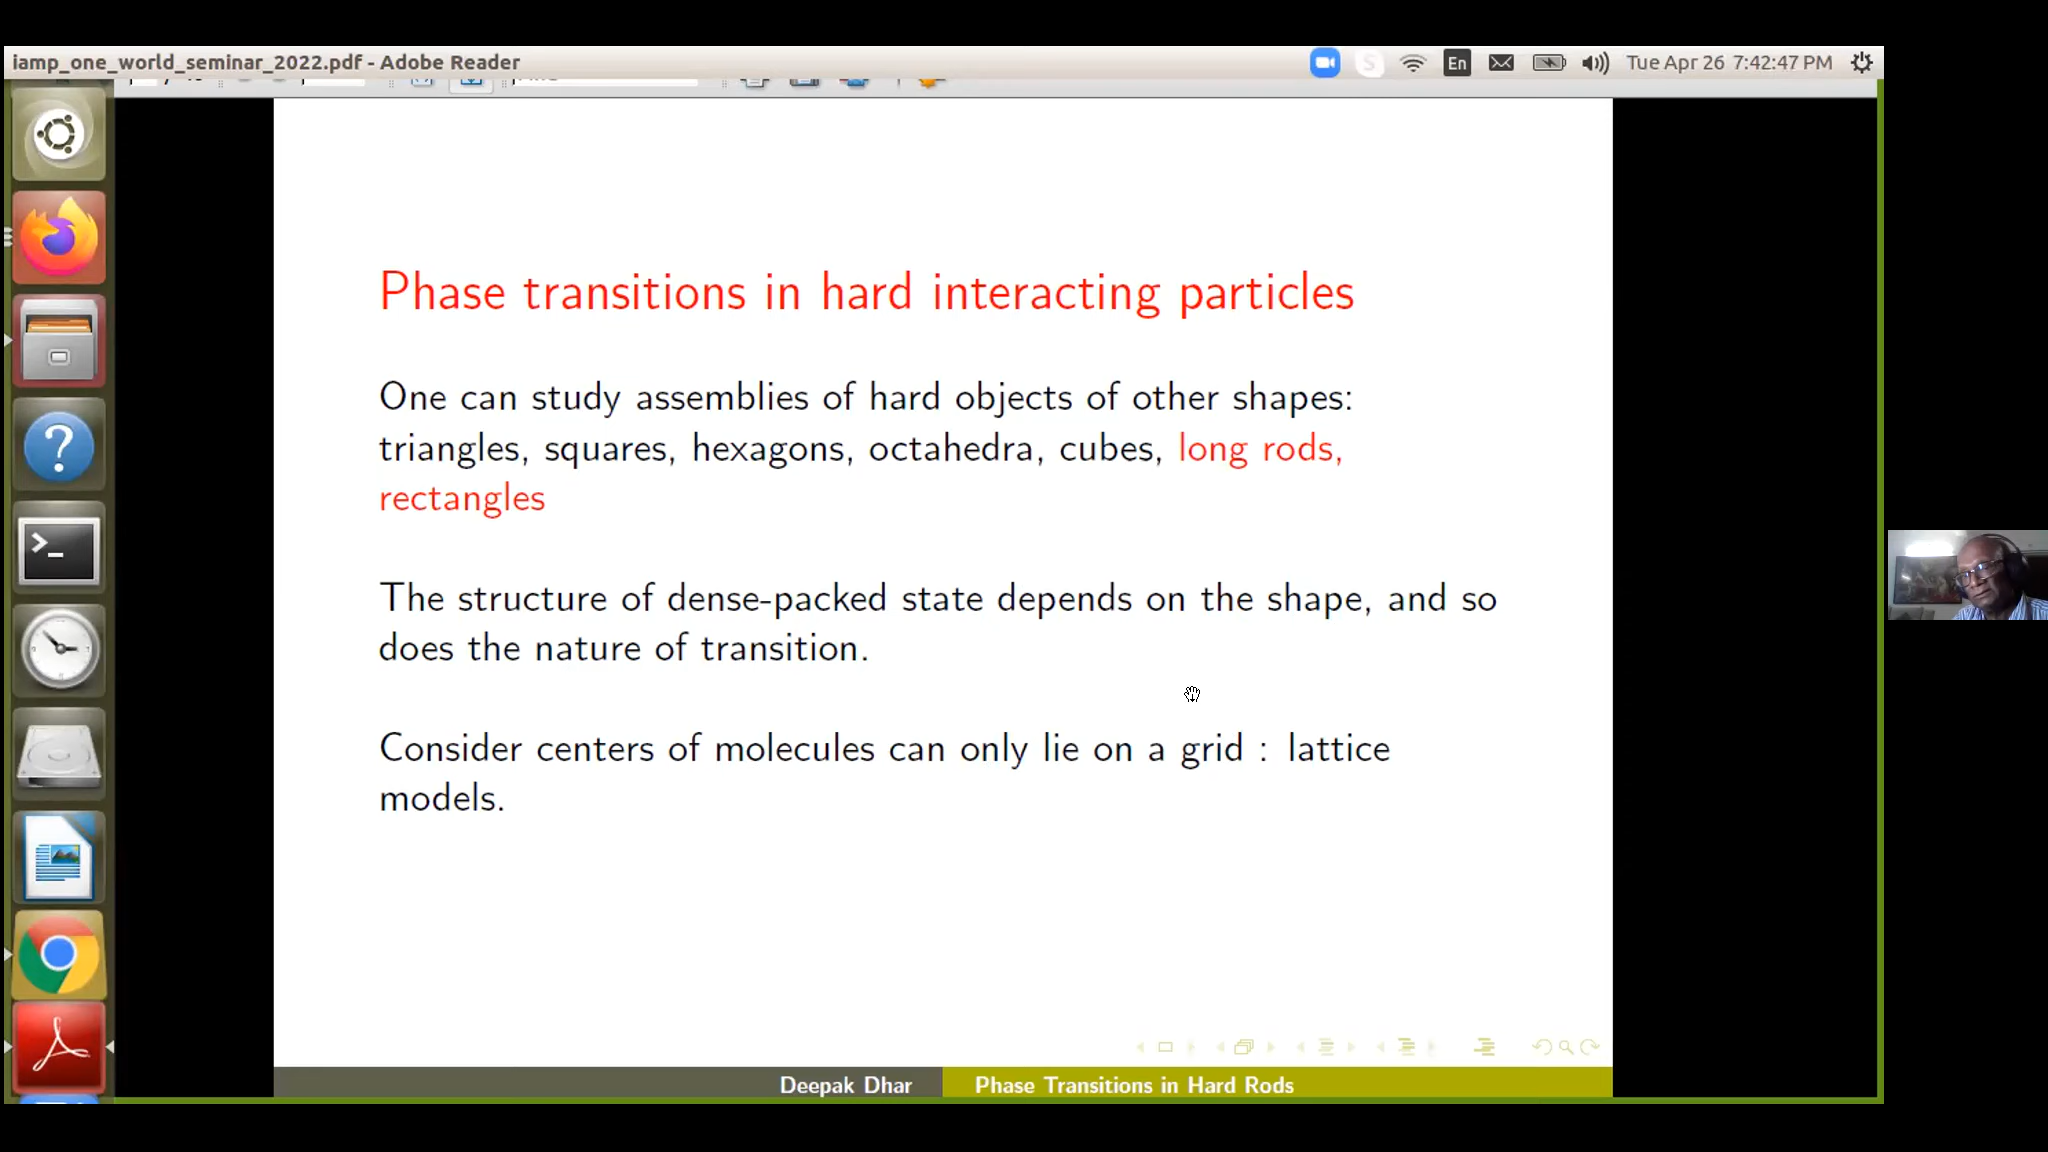 iamp_one_world_seminar_2022.pdf - Adobe Reader
En
Tue Apr 26 7:42:47 PM
Phase transitions in hard interacting particles
One can study assemblies of hard objects of other shapes:
triangles, squares, hexagons, octahedra, cubes, long rods,
rectangles
The structure of dense-packed state depends on the shape, and so
does the nature of transition.
Consider centers of molecules can only lie on a grid : lattice
models.
Deepak Dhar
Phase Transitions in Hard Rods